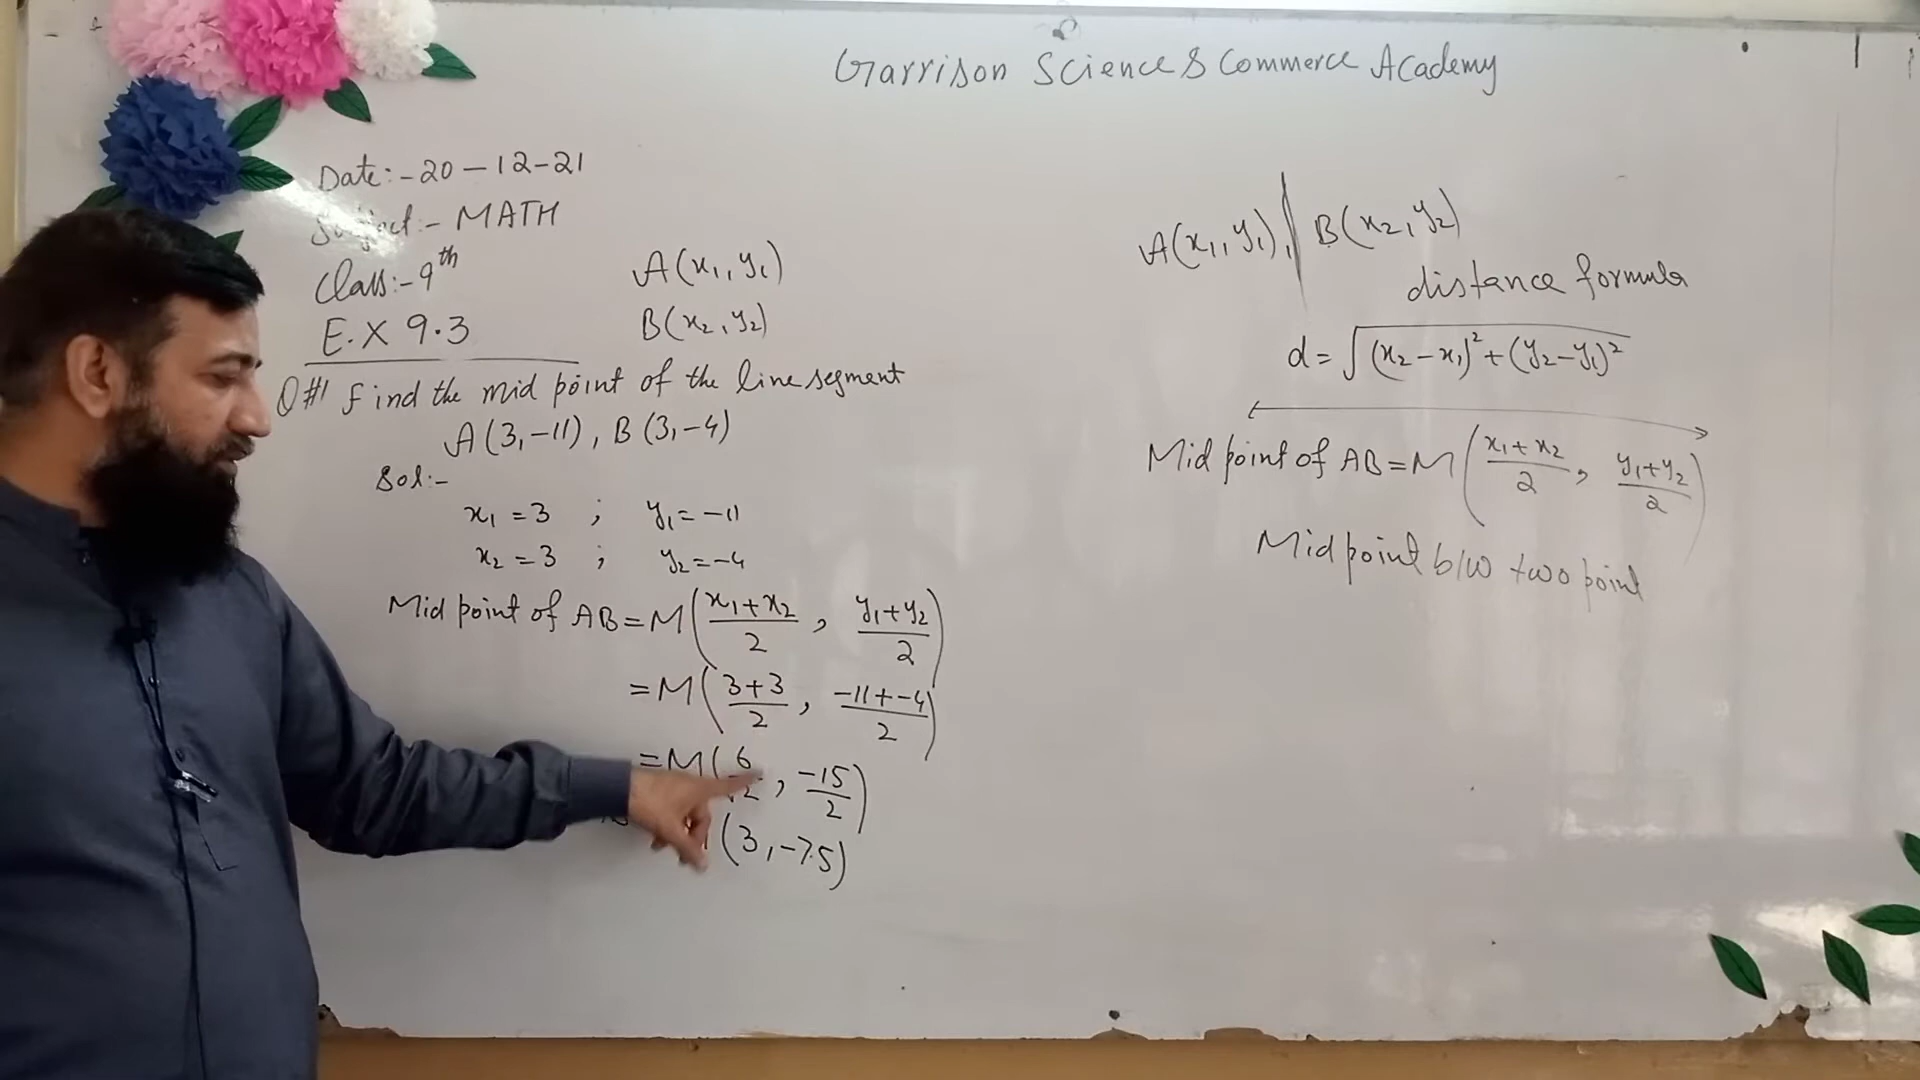 Garrison Science & Commerce Academy
Date:- 20-12-21
Subject:- MATH
Class:- 9th
E.X 9.3
A(x₁, y₁)
B(x₂, y₂)
Q#1 Find the mid point of the line segment
A(3,-11), B(3,-4)
Sol:-
x₁ = 3 ; y₁ = -11
x₂ = 3 ; y₂ = -4
Mid point of AB = M((x₁+x₂)/2, (y₁+y₂)/2)
= M((3+3)/2, (-11+-4)/2)
= M(6/2, -15/2)
(3,-7.5)
A(x₁, y₁), B(x₂, y₂)
distance formula
d = √((x₂-x₁)²+(y₂-y₁)²)
Mid point of AB = M((x₁+x₂)/2, (y₁+y₂)/2)
Mid point b/w two point